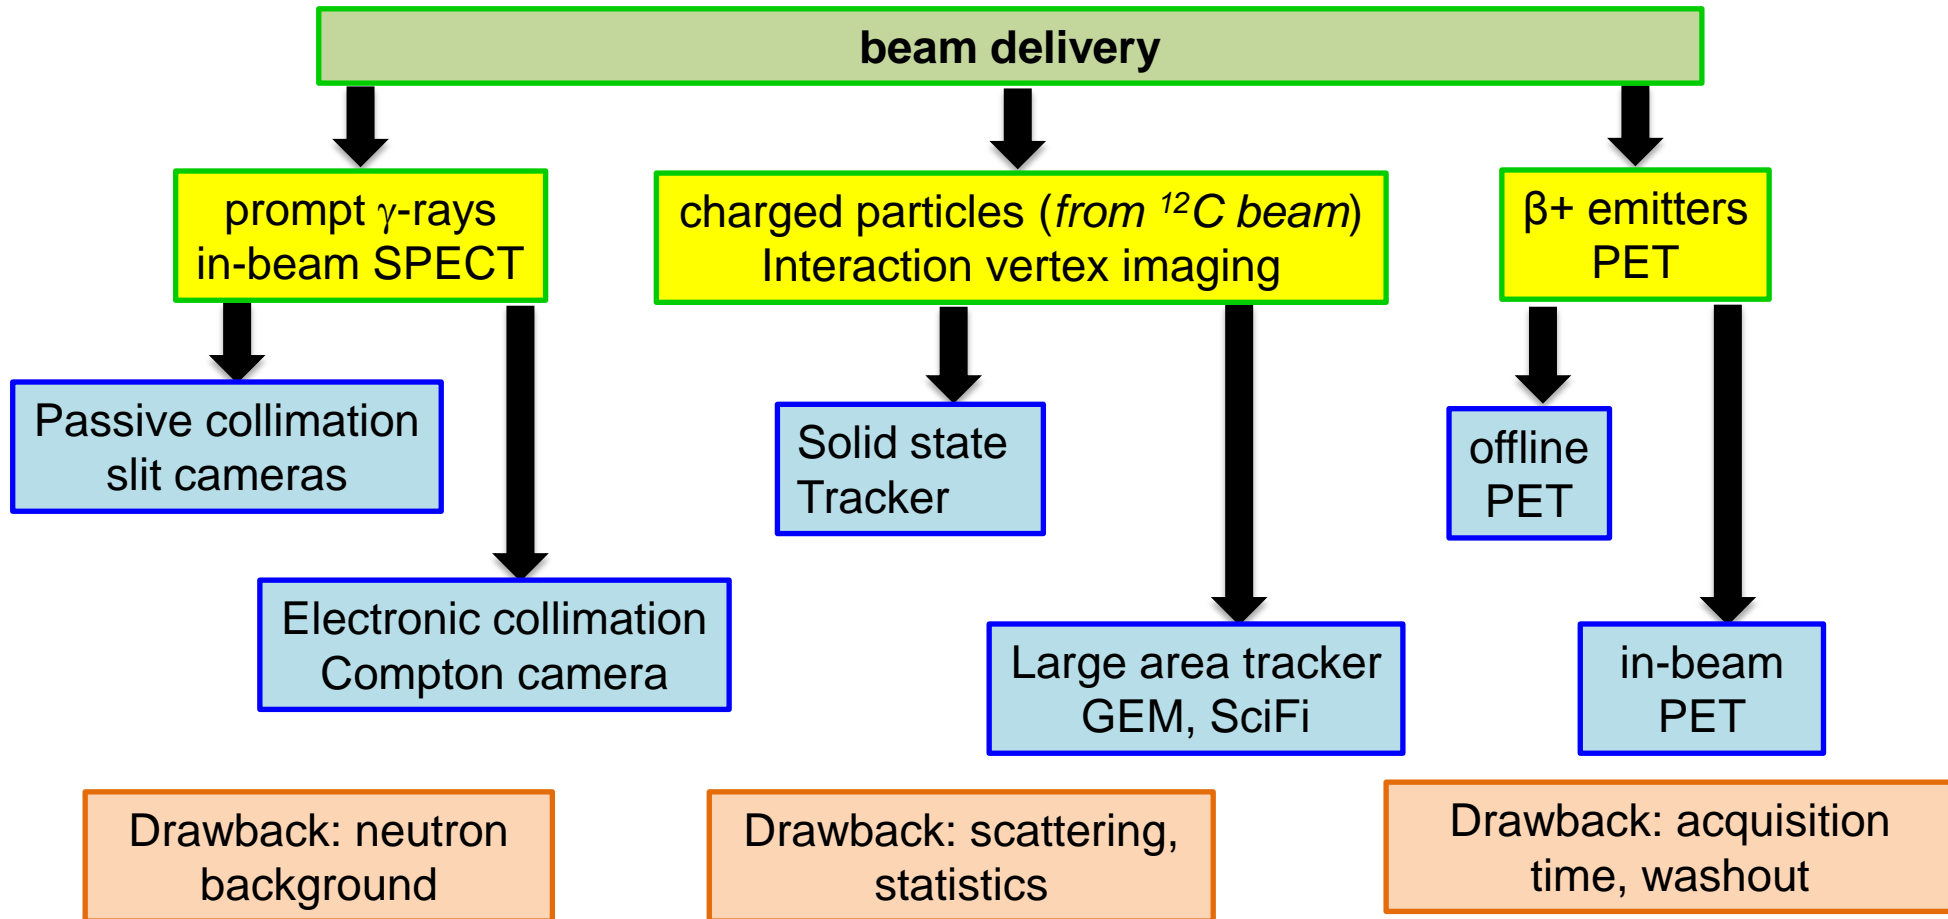 beam delivery
prompt γ-rays
in-beam SPECT
charged particles (from ¹²C beam)
Interaction vertex imaging
β+ emitters
PET
Passive collimation
slit cameras
Solid state
Tracker
offline
PET
Electronic collimation
Compton camera
Large area tracker
GEM, SciFi
in-beam
PET
Drawback: neutron
background
Drawback: scattering,
statistics
Drawback: acquisition
time, washout